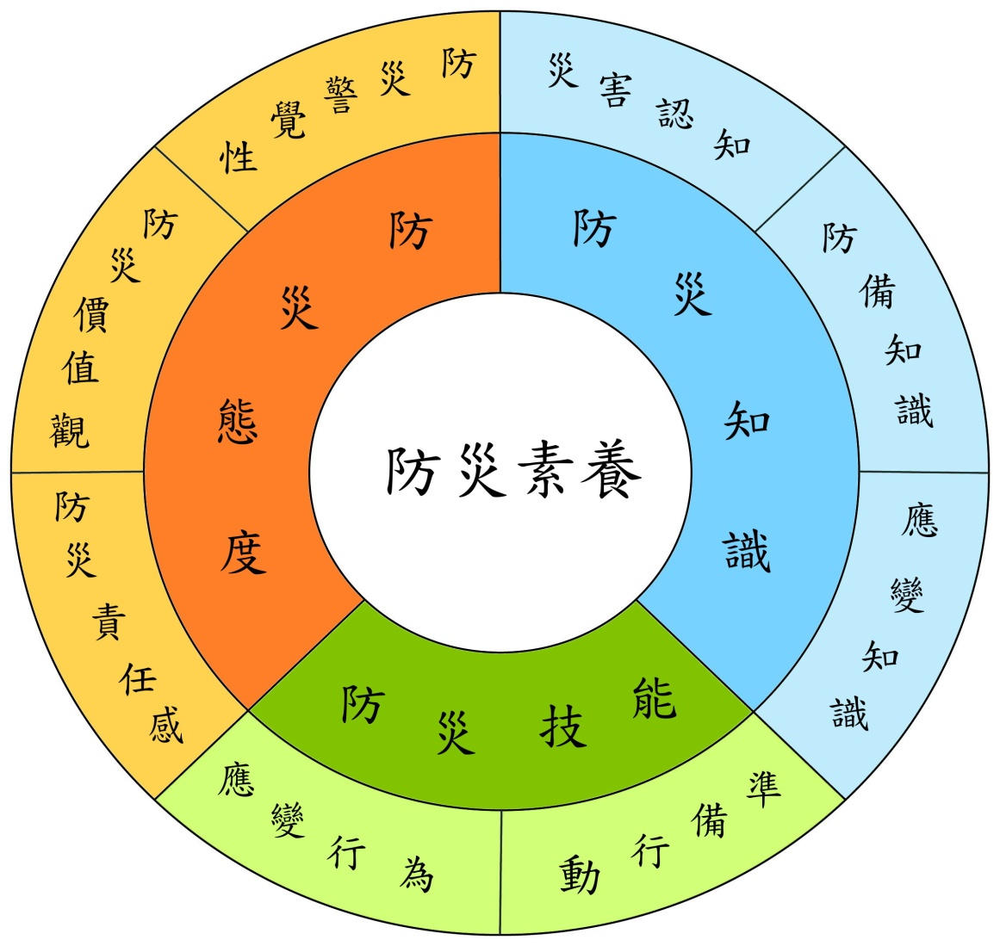 防災素養
防災知識
災害認知
防備知識
應變知識
防災技能
準備行動
應變行為
防災態度
防災責任感
防災價值觀
防災警覺性